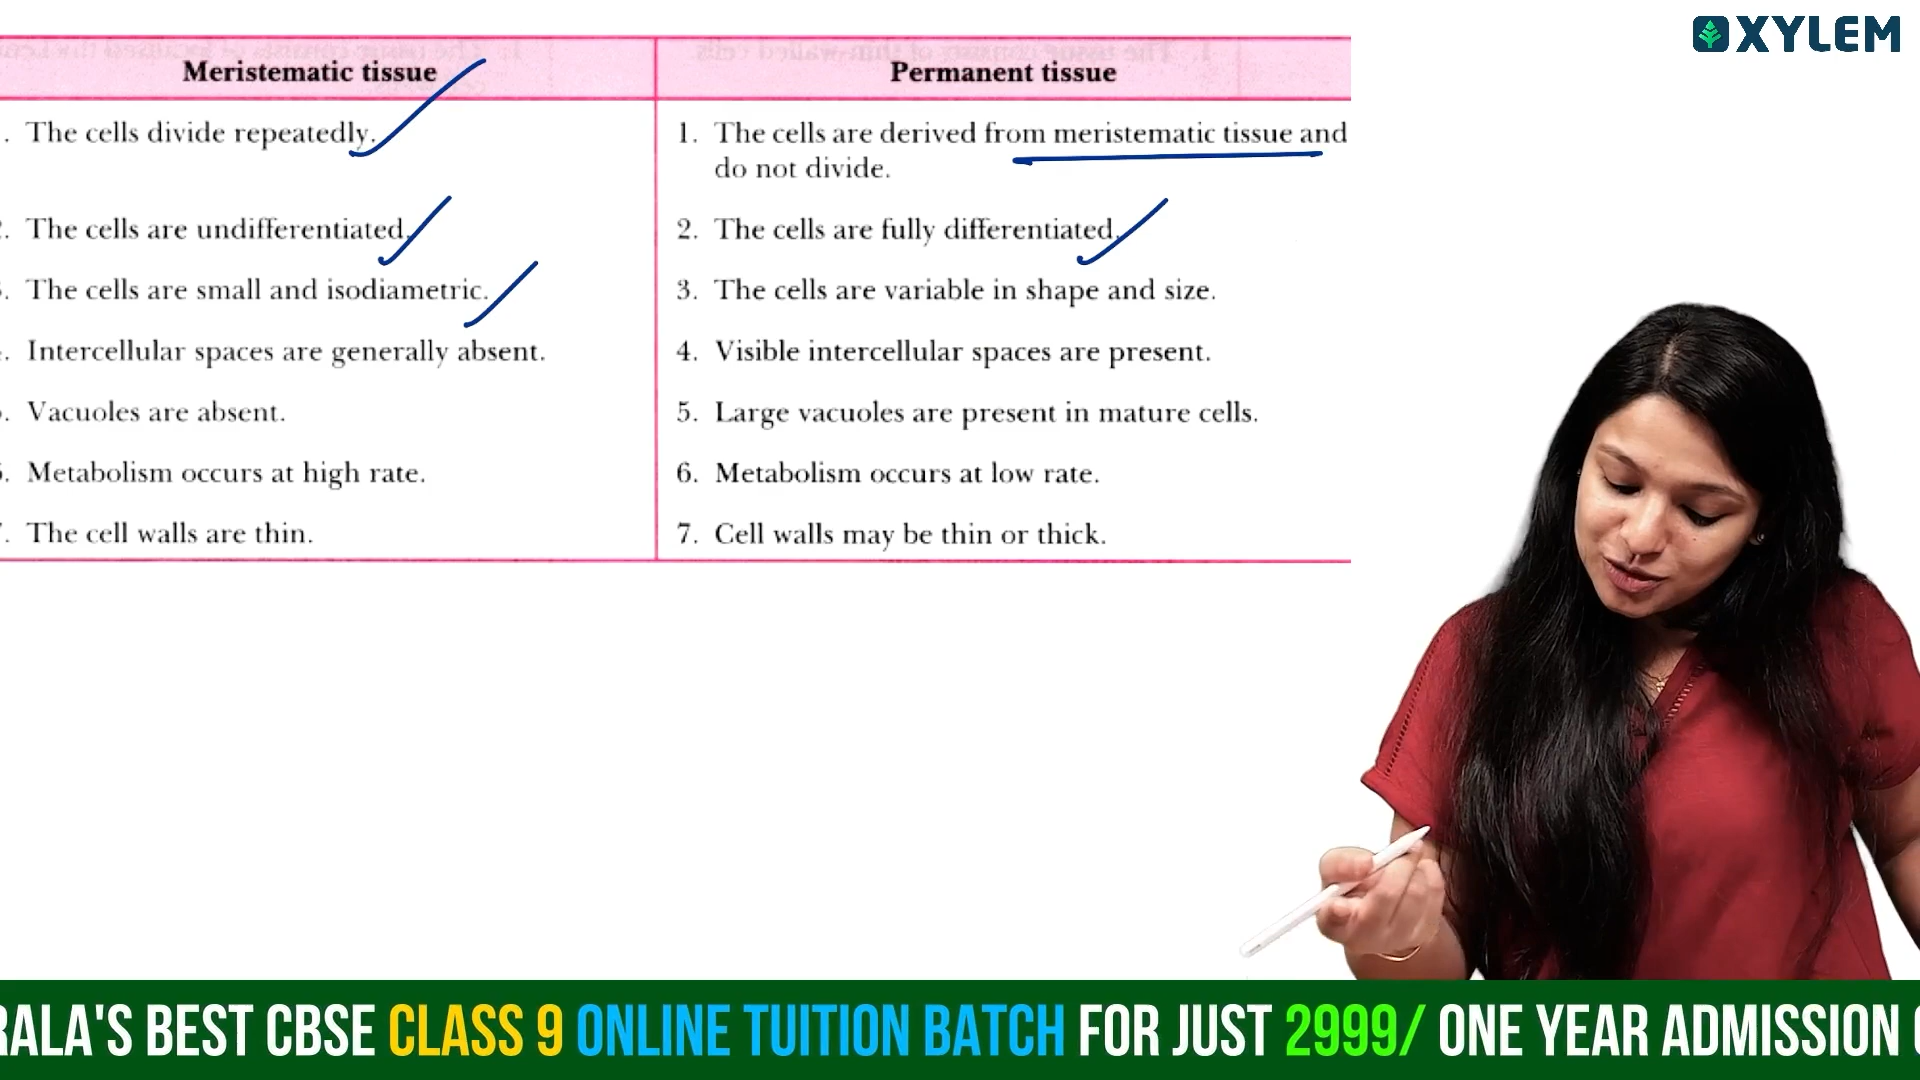 XYLEM
Meristematic tissue
Permanent tissue
. The cells divide repeatedly.
1. The cells are derived from meristematic tissue and
do not divide.
. The cells are undifferentiated.
2. The cells are fully differentiated.
. The cells are small and isodiametric.
3. The cells are variable in shape and size.
. Intercellular spaces are generally absent.
4. Visible intercellular spaces are present.
. Vacuoles are absent.
5. Large vacuoles are present in mature cells.
. Metabolism occurs at high rate.
6. Metabolism occurs at low rate.
. The cell walls are thin.
7. Cell walls may be thin or thick.
RALA'S BEST CBSE CLASS 9 ONLINE TUITION BATCH FOR JUST 2999/ ONE YEAR ADMISSION